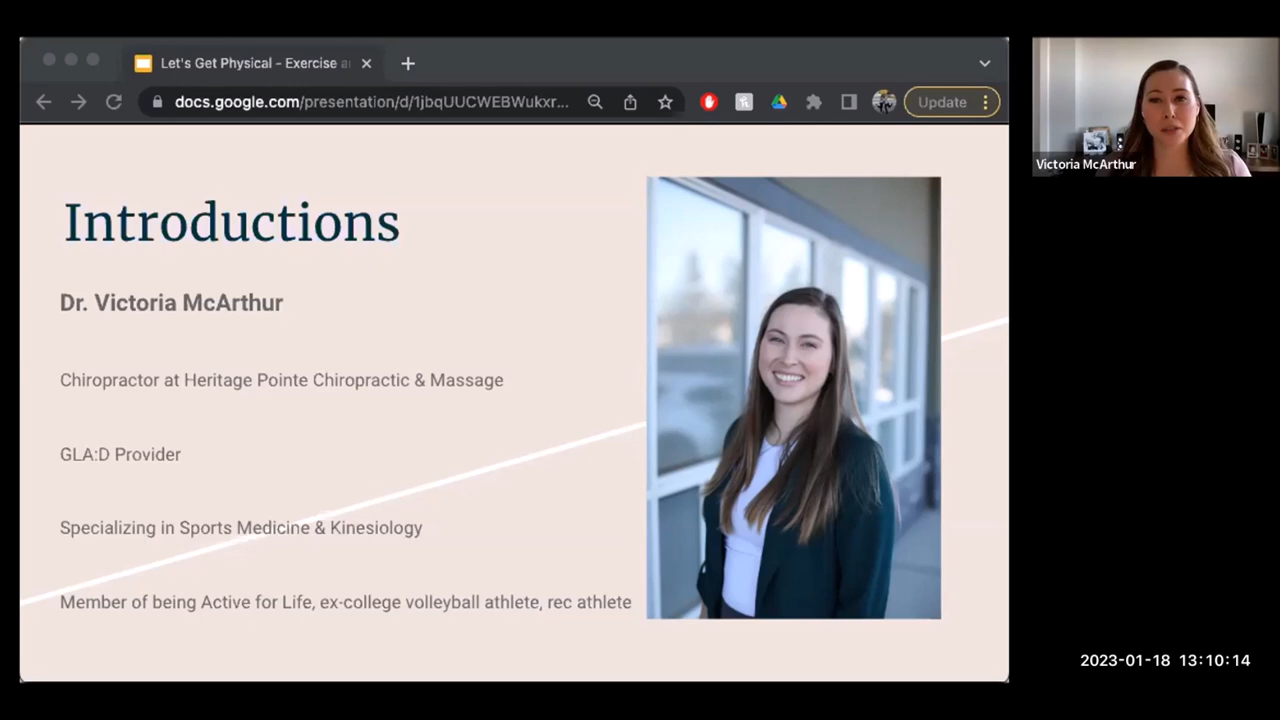 Let's Get Physical - Exercise a
docs.google.com/presentation/d/1jbqUUCWEBWukxr...
Update
Introductions
Dr. Victoria McArthur
Chiropractor at Heritage Pointe Chiropractic & Massage
GLA:D Provider
Specializing in Sports Medicine & Kinesiology
Member of being Active for Life, ex-college volleyball athlete, rec athlete
Victoria McArthur
2023-01-18 13:10:14